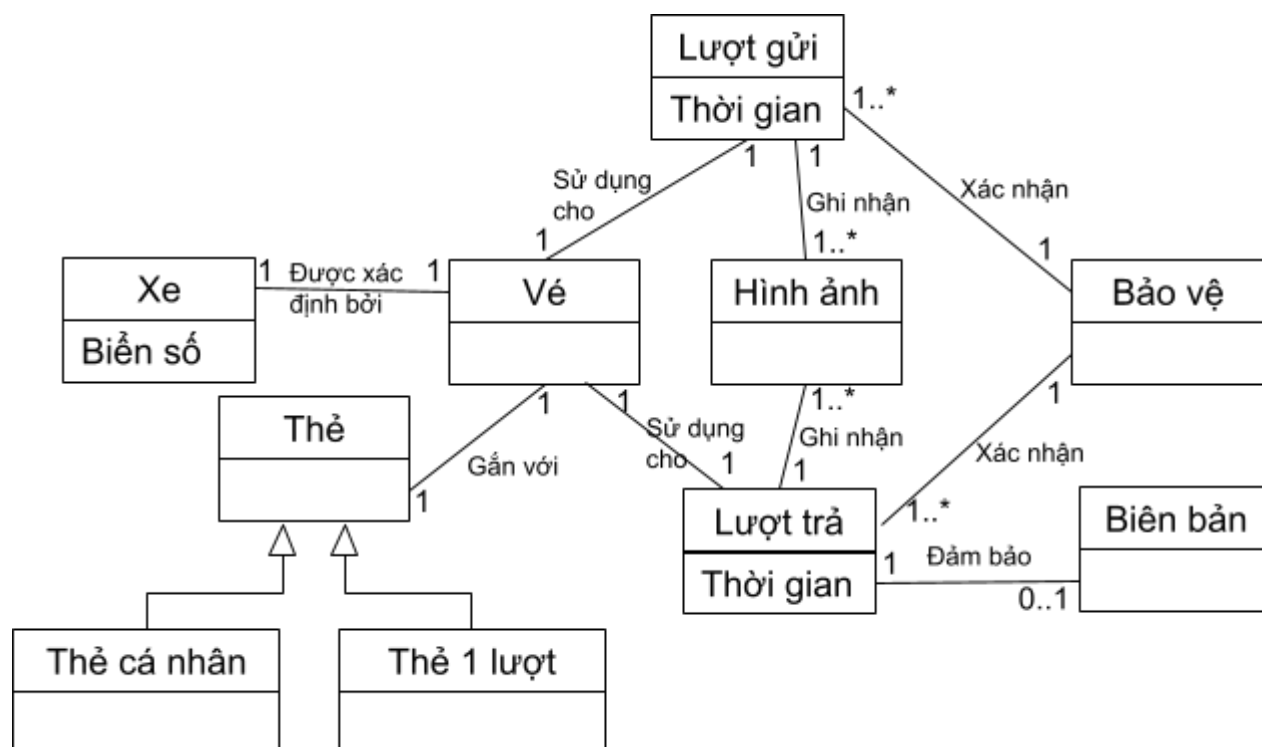 Lượt gửi
Thời gian
1..*
1
1
Sử dụng
cho
Ghi nhận
Xác nhận
1
1..*
1
Xe
Biển số
1
Được xác
định bởi
1
Vé
Hình ảnh
Bảo vệ
1
1
1..*
1
Thẻ
Gắn với
1
Sử dụng
cho
1
Ghi nhận
1
Xác nhận
1..*
Lượt trả
Thời gian
1
Đảm bảo
0..1
Biên bản
Thẻ cá nhân
Thẻ 1 lượt